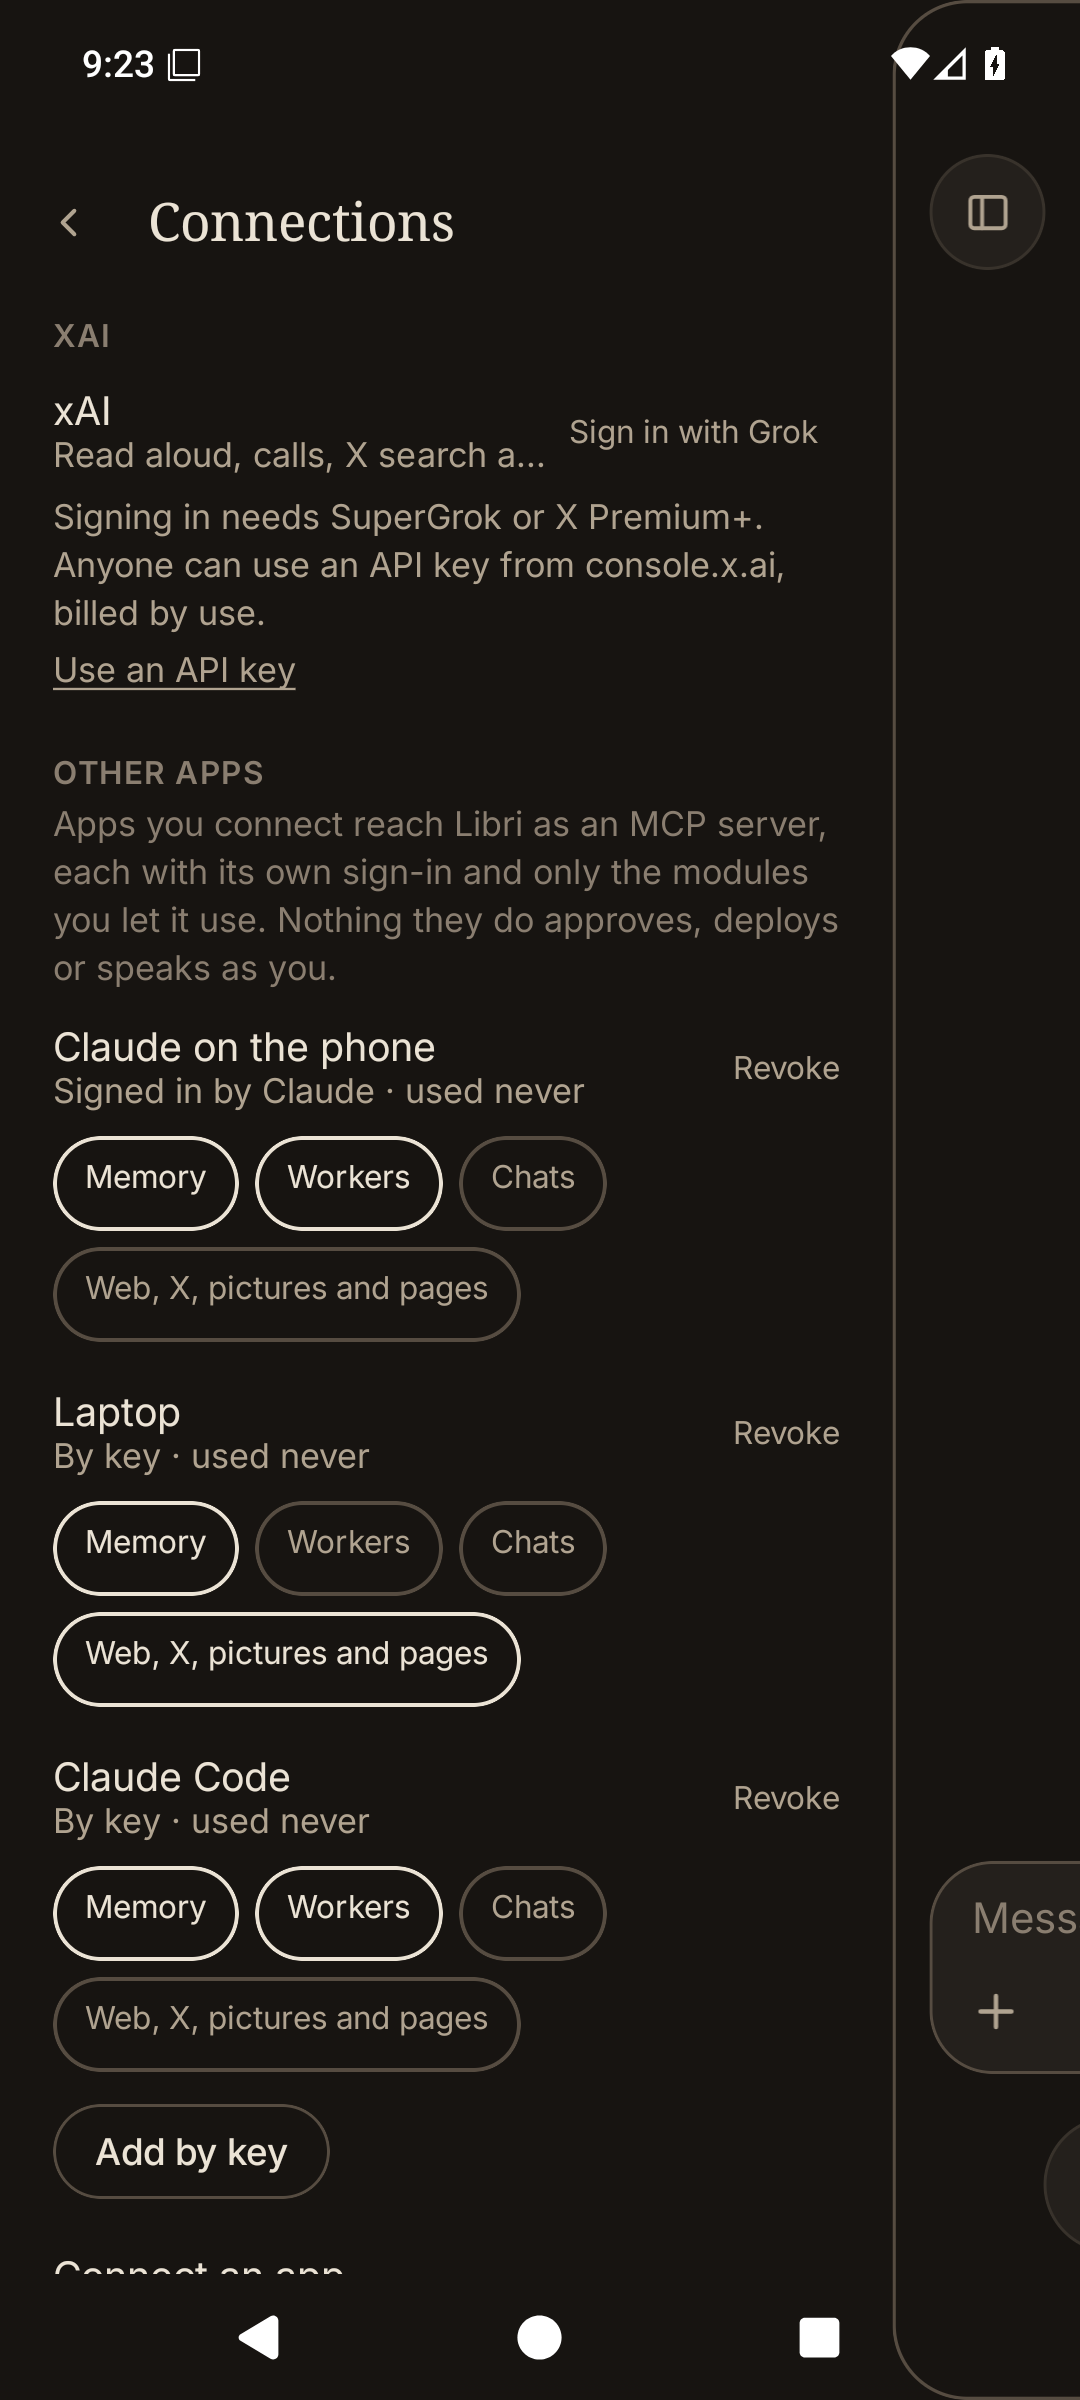 9:23
Connections
XAI
xAI
Read aloud, calls, X search a...
Sign in with Grok
Signing in needs SuperGrok or X Premium+.
Anyone can use an API key from console.x.ai,
billed by use.
Use an API key
OTHER APPS
Apps you connect reach Libri as an MCP server,
each with its own sign-in and only the modules
you let it use. Nothing they do approves, deploys
or speaks as you.
Claude on the phone
Signed in by Claude · used never
Revoke
Memory
Workers
Chats
Web, X, pictures and pages
Laptop
By key · used never
Revoke
Memory
Workers
Chats
Web, X, pictures and pages
Claude Code
By key · used never
Revoke
Memory
Workers
Chats
Web, X, pictures and pages
Mess
Add by key
Connect an app